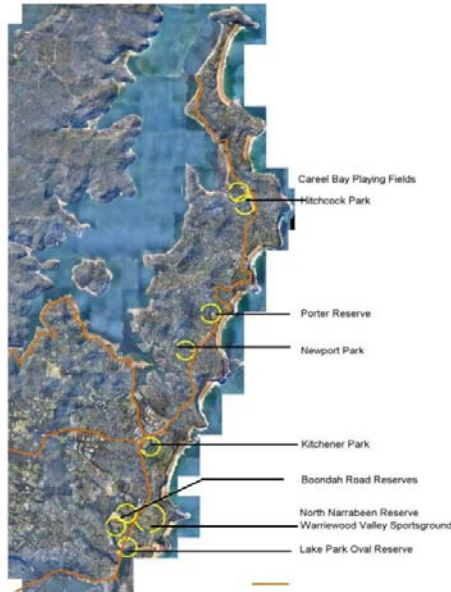 Careel Bay Playing Fields
Hitchcock Park
Porter Reserve
Newport Park
Kitchener Park
Boondah Road Reserves
North Narrabeen Reserve
Warriewood Valley Sportsground
Lake Park Oval Reserve